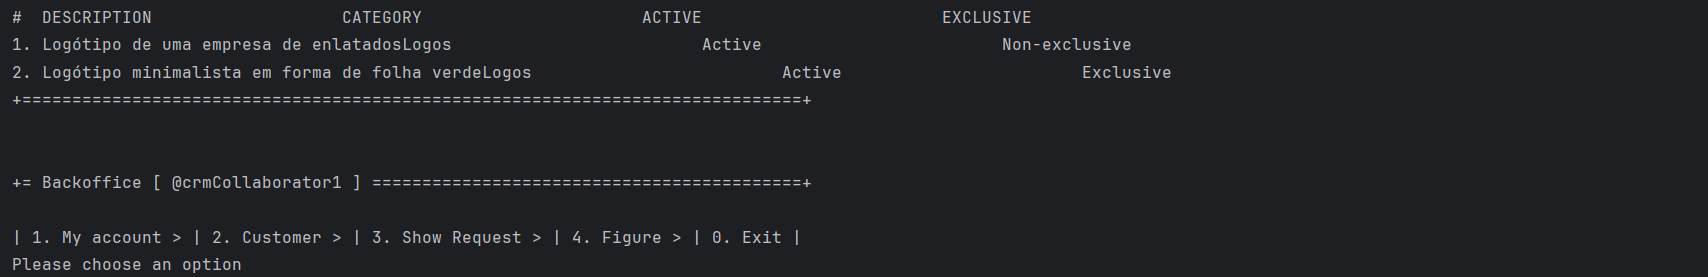 #  DESCRIPTION                   CATEGORY                      ACTIVE                        EXCLUSIVE
1. Logótipo de uma empresa de enlatadosLogos                         Active                        Non-exclusive
2. Logótipo minimalista em forma de folha verdeLogos                         Active                        Exclusive
+==============================================================================+
+= Backoffice [ @crmCollaborator1 ] ===========================================+
| 1. My account > | 2. Customer > | 3. Show Request > | 4. Figure > | 0. Exit |
Please choose an option